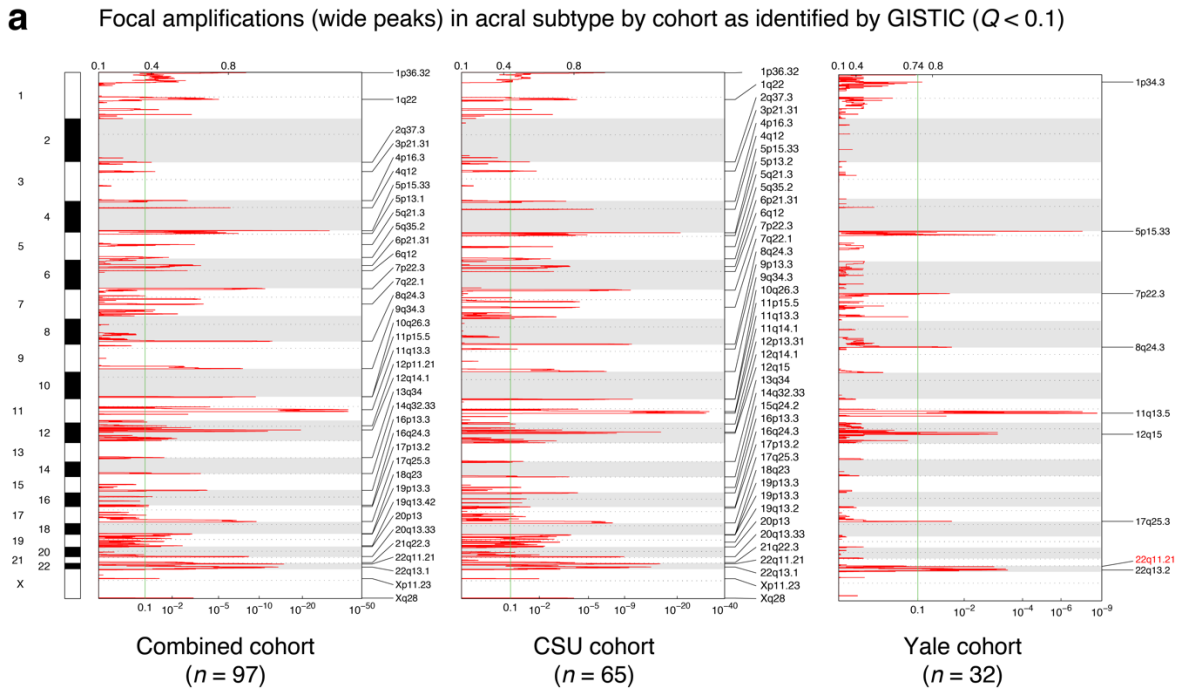 a
Focal amplifications (wide peaks) in acral subtype by cohort as identified by GISTIC (Q < 0.1)
0.1 0.4 0.8
1
2
3
4
5
6
7
8
9
10
11
12
13
14
15
16
17
18
19
20
21
22
X
1p36.32
1q22
2q37.3
3p21.31
4p16.3
4q12
5p15.33
5p13.1
5q21.3
5q35.2
6p21.31
6q12
7p22.3
7q22.1
8q24.3
9q34.3
10q26.3
11p15.5
11q13.3
12p11.21
12q14.1
13q34
14q32.33
16p13.3
16q24.3
17p13.2
17q25.3
18q23
19p13.3
19q13.42
20p13
20q13.33
21q22.3
22q11.21
22q13.1
Xp11.23
Xq28
0.1 10⁻² 10⁻⁵ 10⁻¹⁰ 10⁻²⁰ 10⁻⁵⁰
Combined cohort
(n = 97)
0.1 0.4 0.8
1p36.32
1q22
2q37.3
3p21.31
4p16.3
4q12
5p15.33
5p13.2
5q21.3
5q35.2
6p21.31
6q12
7p22.3
7q22.1
8q24.3
9p13.3
9q34.3
10q26.3
11p15.5
11q13.3
11q14.1
12p13.31
12q14.1
12q15
13q34
14q32.33
15q24.2
16p13.3
16q24.3
17p13.2
17q25.3
18q23
19p13.3
19p13.3
19q13.2
20p13
20q13.33
21q22.3
22q11.21
22q13.1
Xp11.23
Xq28
0.1 10⁻² 10⁻⁵ 10⁻⁹ 10⁻²⁰ 10⁻⁴⁰
CSU cohort
(n = 65)
0.1 0.4 0.74 0.8
1p34.3
5p15.33
7p22.3
8q24.3
11q13.5
12q15
17q25.3
22q11.21
22q13.2
0.1 10⁻² 10⁻⁴ 10⁻⁶ 10⁻⁹
Yale cohort
(n = 32)